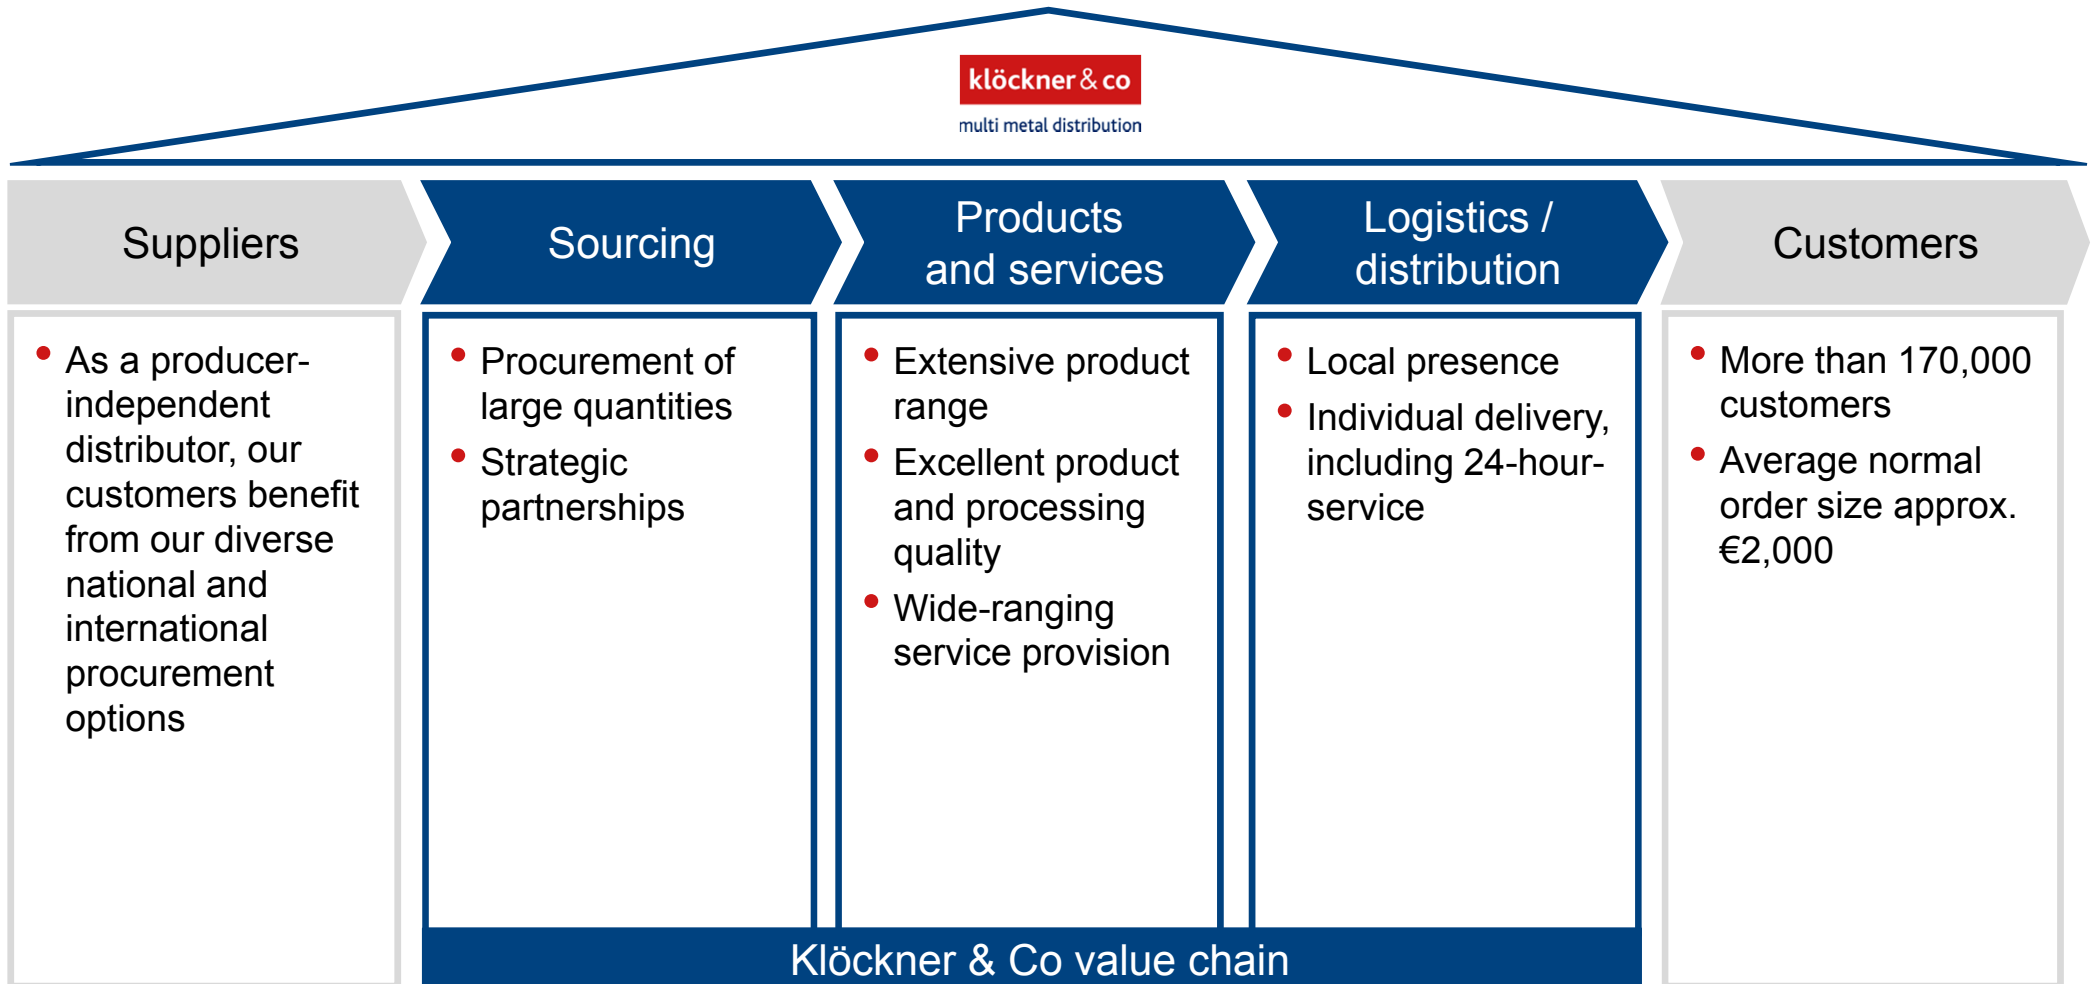 klöckner & co
multi metal distribution
Suppliers
Sourcing
Products
and services
Logistics /
distribution
Customers
• As a producer-
independent
distributor, our
customers benefit
from our diverse
national and
international
procurement
options
• Procurement of
large quantities
• Strategic
partnerships
• Extensive product
range
• Excellent product
and processing
quality
• Wide-ranging
service provision
• Local presence
• Individual delivery,
including 24-hour-
service
• More than 170,000
customers
• Average normal
order size approx.
€2,000
Klöckner & Co value chain